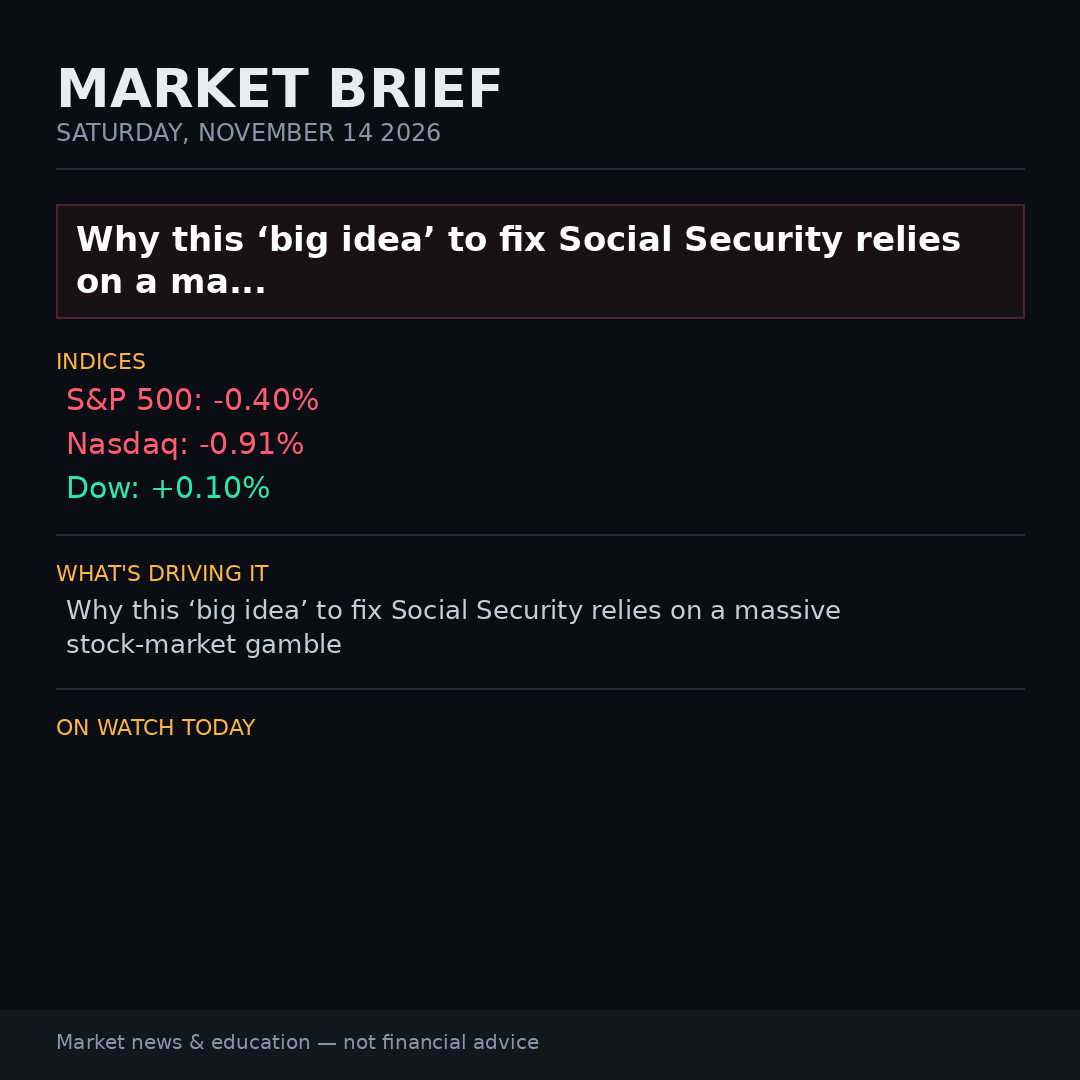 MARKET BRIEF
SATURDAY, NOVEMBER 14 2026
Why this ‘big idea’ to fix Social Security relies
on a ma...
INDICES
S&P 500: -0.40%
Nasdaq: -0.91%
Dow: +0.10%
WHAT'S DRIVING IT
Why this ‘big idea’ to fix Social Security relies on a massive
stock-market gamble
ON WATCH TODAY
Market news & education — not financial advice